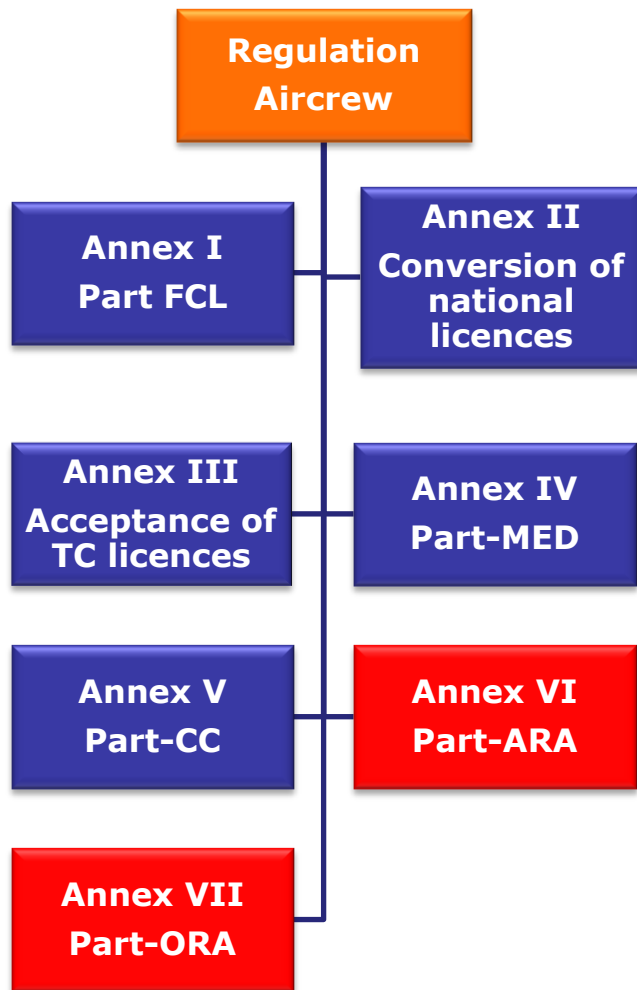 Regulation
Aircrew
Annex I
Part FCL
Annex II
Conversion of
national
licences
Annex III
Acceptance of
TC licences
Annex IV
Part-MED
Annex V
Part-CC
Annex VI
Part-ARA
Annex VII
Part-ORA